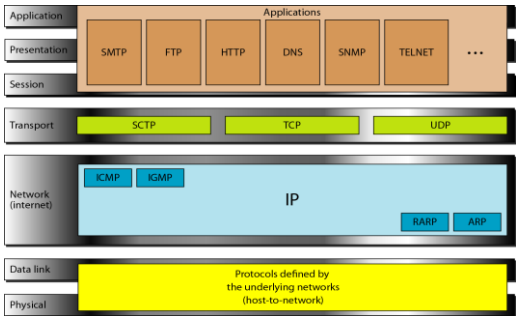 Application
Applications
Presentation
SMTP
FTP
HTTP
DNS
SNMP
TELNET
...
Session
Transport
SCTP
TCP
UDP
ICMP
IGMP
Network
(internet)
IP
RARP
ARP
Data link
Protocols defined by
the underlying networks
(host-to-network)
Physical